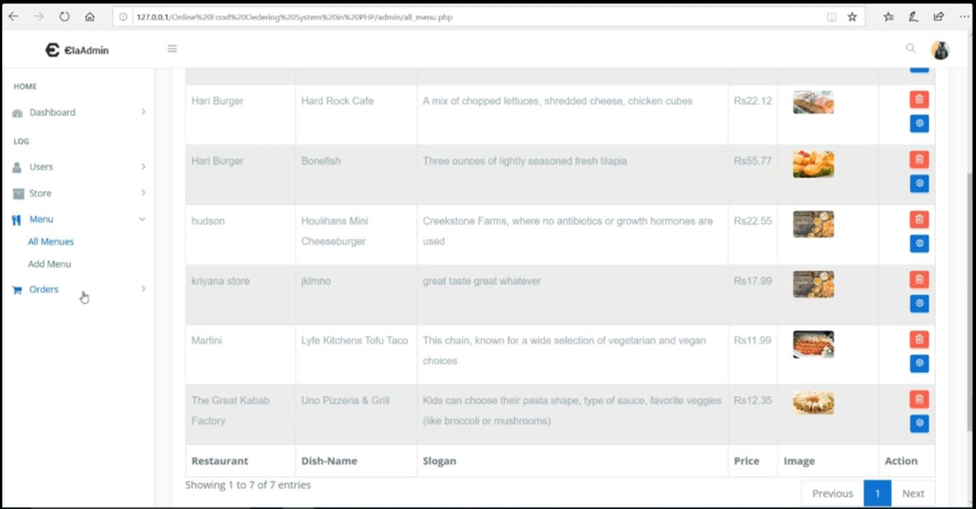 127.0.0.1/Online%20Food%20Oedering%20System%20in%20PHP/admin/all_menu.php
ElaAdmin
HOME
Dashboard
LOG
Users
Store
Menu
All Menues
Add Menu
Orders
Hari Burger Hard Rock Cafe A mix of chopped lettuces, shredded cheese, chicken cubes Rs22.12
Hari Burger Bonefish Three ounces of lightly seasoned fresh tilapia Rs55.77
hudson Houlihans Mini Creekstone Farms, where no antibiotics or growth hormones are Rs22.55
Cheeseburger used
kriyana store jklmno great taste great whatever Rs17.99
Martini Lyfe Kitchens Tofu Taco This chain, known for a wide selection of vegetarian and vegan Rs11.99
choices
The Great Kabab Uno Pizzeria & Grill Kids can choose their pasta shape, type of sauce, favorite veggies Rs12.35
Factory (like broccoli or mushrooms)
Restaurant Dish-Name Slogan Price Image Action
Showing 1 to 7 of 7 entries
Previous 1 Next